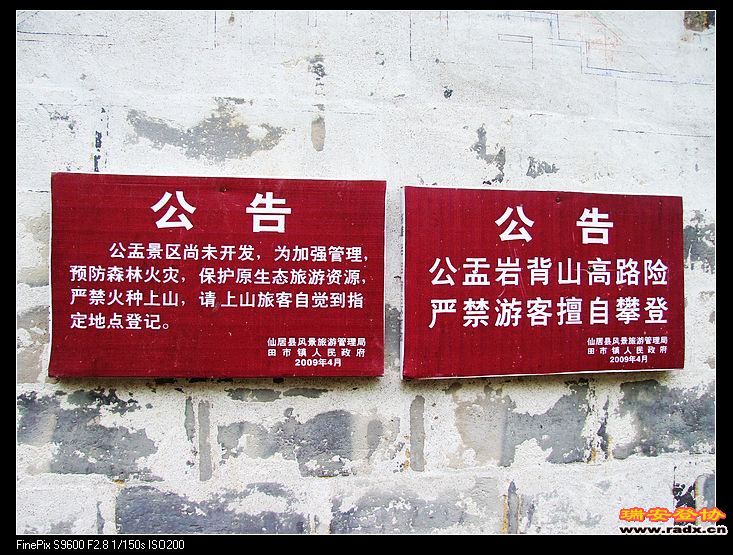 公告
公盂景区尚未开发，为加强管理，
预防森林火灾，保护原生态旅游资源，
严禁火种上山，请上山旅客自觉到指
定地点登记。
仙居县风景旅游管理局
田市镇人民政府
2009年4月
公告
公盂岩背山高路险
严禁游客擅自攀登
仙居县风景旅游管理局
田市镇人民政府
2009年4月
瑞安登协
www.radx.cn
FinePix S9600 F2.8 1/150s ISO200